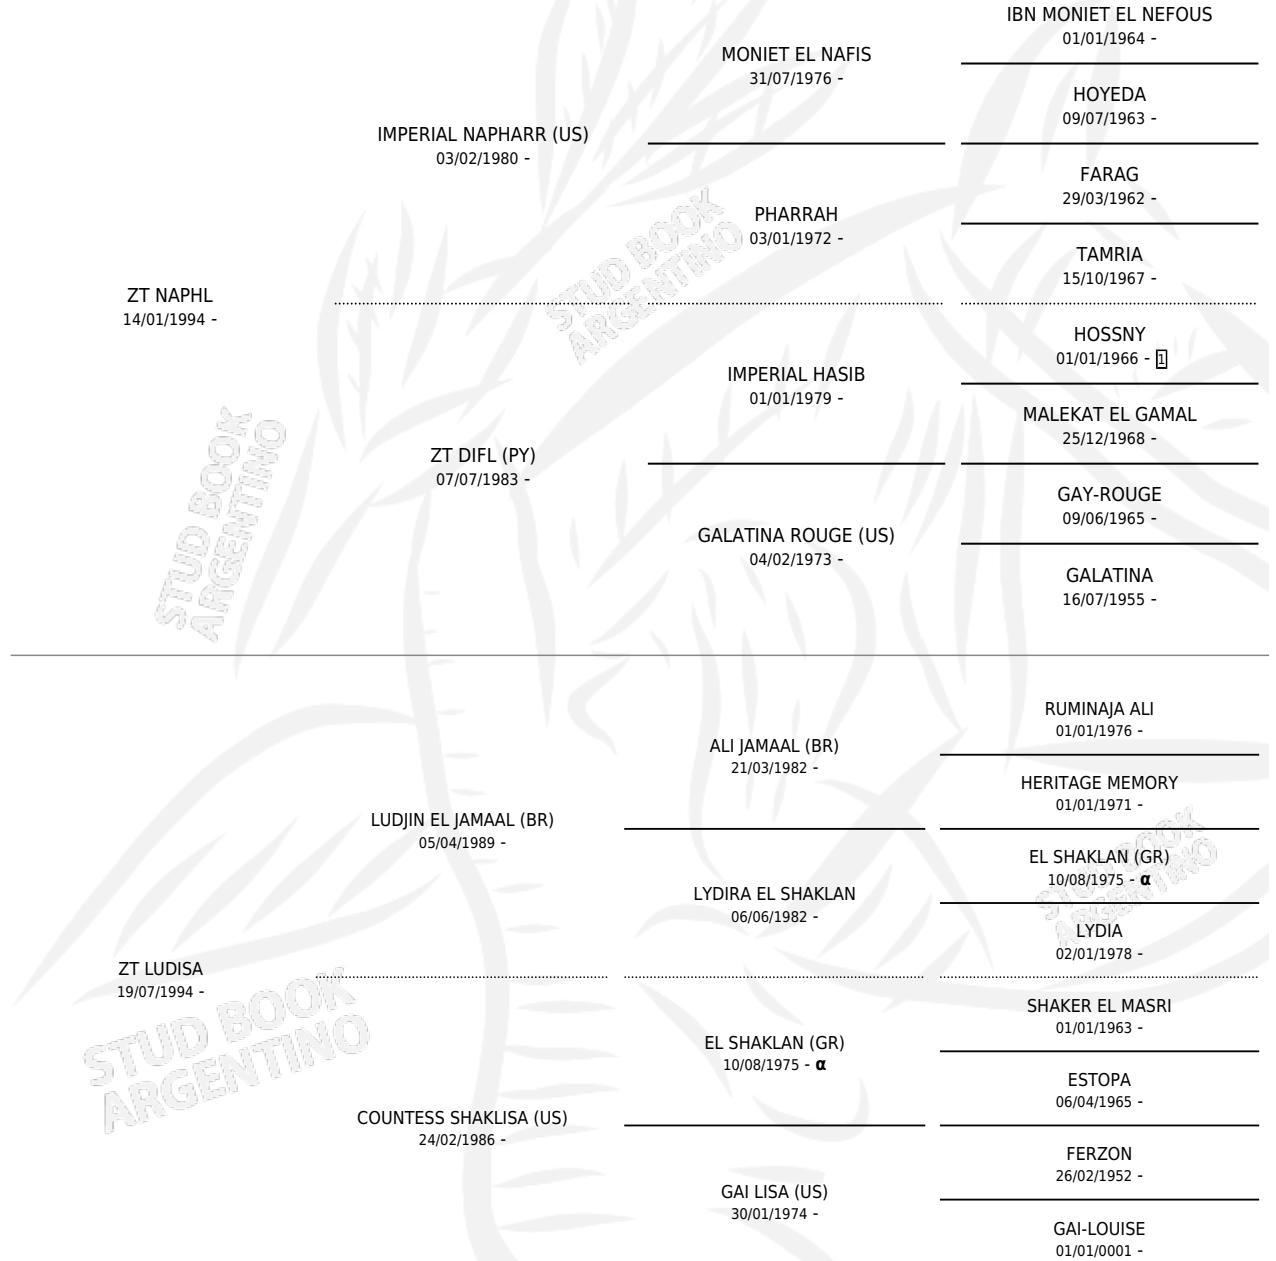 IBN MONIET EL NEFOUS
01/01/1964 -
MONIET EL NAFIS
31/07/1976 -
HOYEDA
09/07/1963 -
IMPERIAL NAPHARR (US)
03/02/1980 -
FARAG
29/03/1962 -
PHARRAH
03/01/1972 -
TAMRIA
15/10/1967 -
ZT NAPHL
14/01/1994 -
HOSSNY
01/01/1966 - 1
IMPERIAL HASIB
01/01/1979 -
MALEKAT EL GAMAL
25/12/1968 -
ZT DIFL (PY)
07/07/1983 -
GAY-ROUGE
09/06/1965 -
GALATINA ROUGE (US)
04/02/1973 -
GALATINA
16/07/1955 -
STUD BOOK
ARGENTINO
STUD BOOK
ARGENTINO
RUMINAJA ALI
01/01/1976 -
ALI JAMAAL (BR)
21/03/1982 -
HERITAGE MEMORY
01/01/1971 -
LUDJIN EL JAMAAL (BR)
05/04/1989 -
EL SHAKLAN (GR)
10/08/1975 - α
LYDIRA EL SHAKLAN
06/06/1982 -
LYDIA
02/01/1978 -
ZT LUDISA
19/07/1994 -
SHAKER EL MASRI
01/01/1963 -
EL SHAKLAN (GR)
10/08/1975 - α
ESTOPA
06/04/1965 -
COUNTESS SHAKLISA (US)
24/02/1986 -
FERZON
26/02/1952 -
GAI LISA (US)
30/01/1974 -
GAI-LOUISE
01/01/0001 -
STUD BOOK
ARGENTINO
STUD BOOK
ARGENTINO